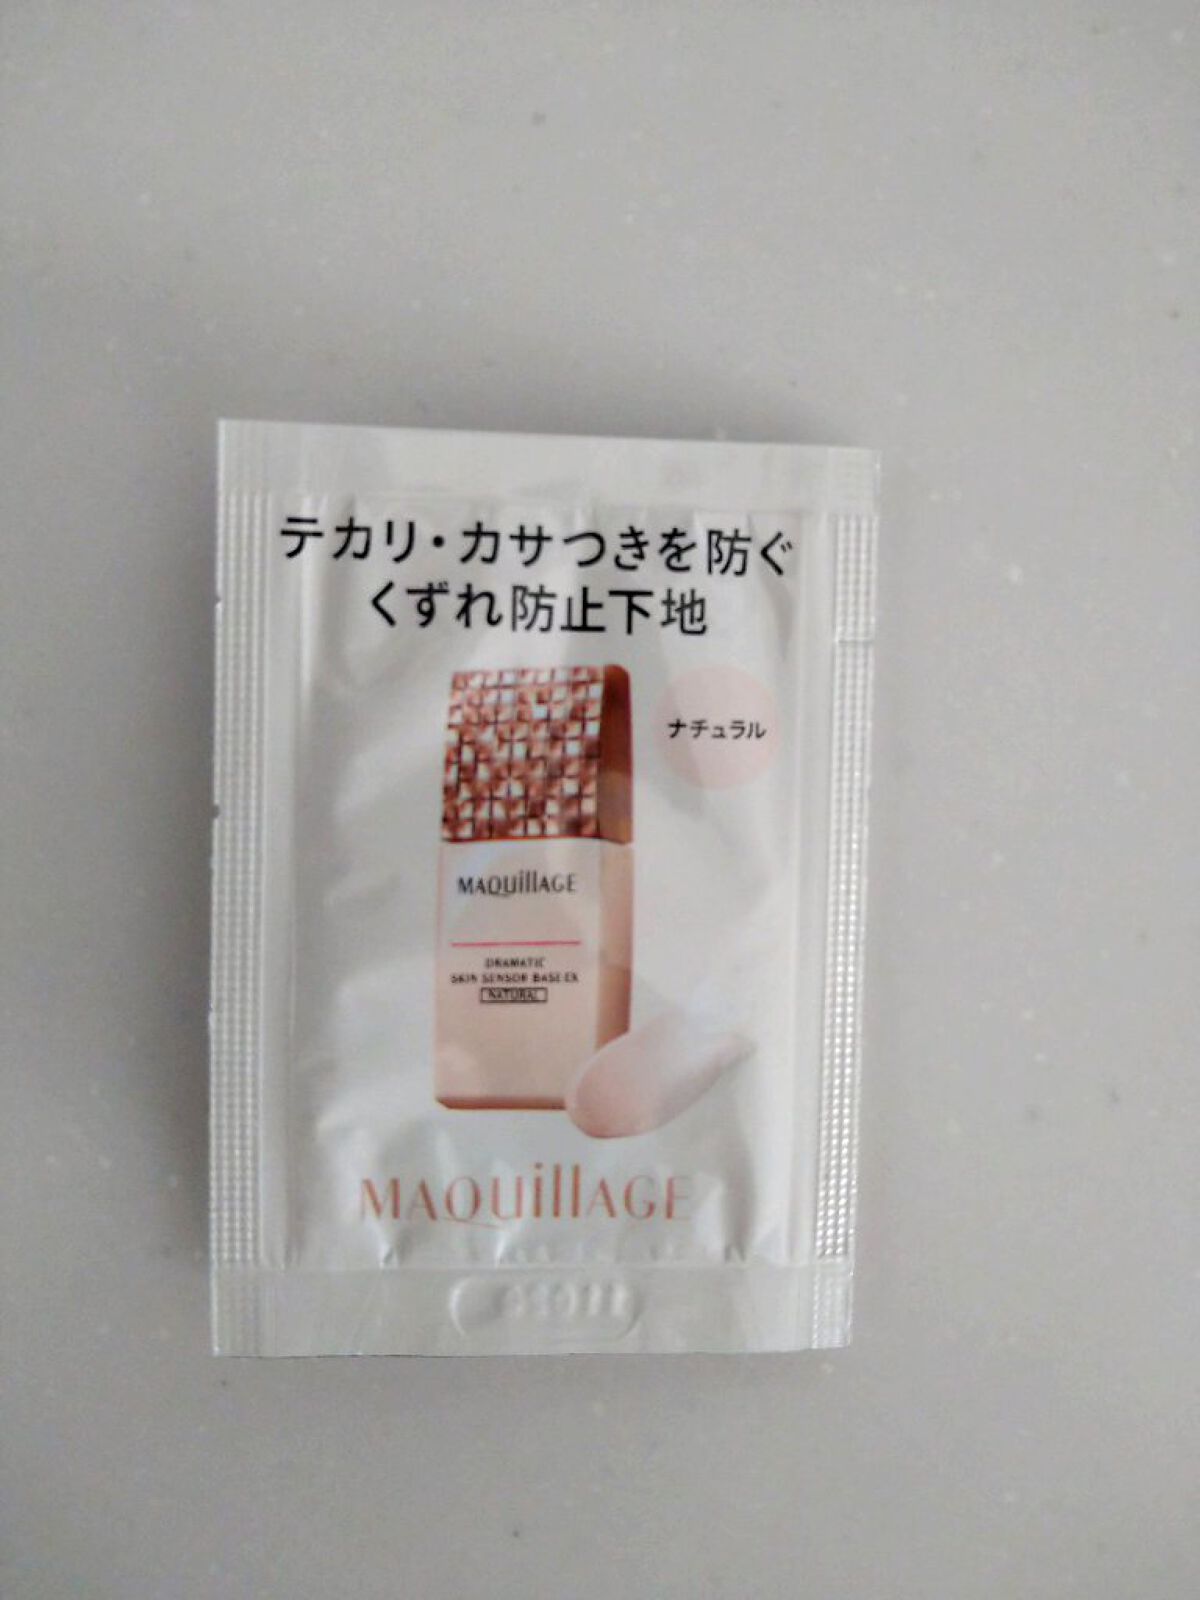 テカリ・カサつきを防ぐ
くずれ防止下地
ナチュラル
MAQuillAGE
DRAMATIC
SKIN SENSOR BASE EX
NATURAL
MAQuillAGE